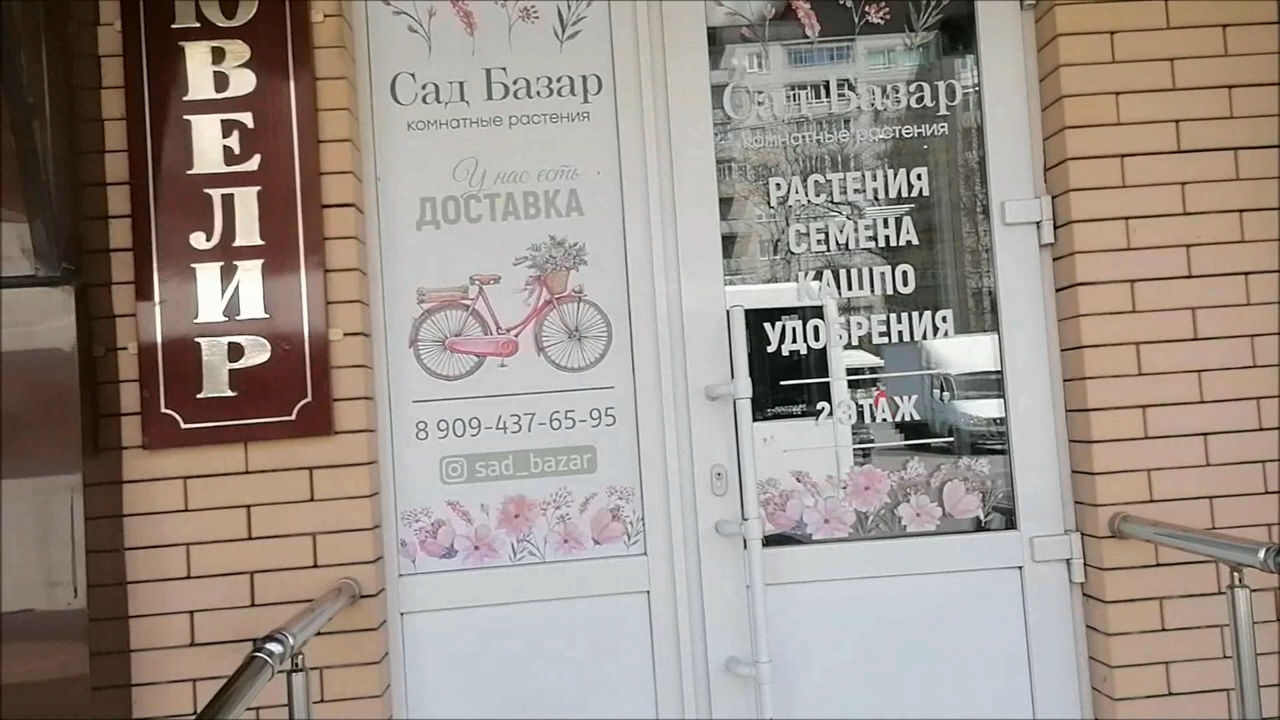 ЮВЕЛИР
Сад Базар
комнатные растения
У нас есть
ДОСТАВКА
8 909-437-65-95
sad_bazar
Сад Базар
комнатные растения
РАСТЕНИЯ
СЕМЕНА
КАШПО
УДОБРЕНИЯ
2 ЭТАЖ